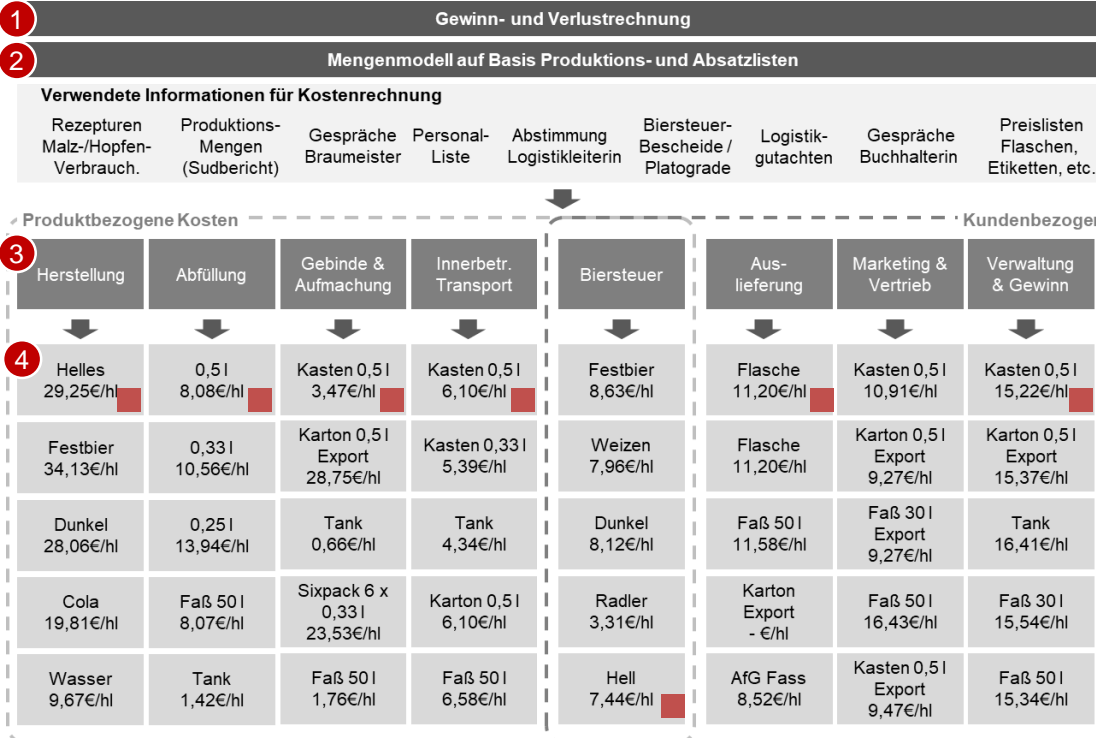 1
Gewinn- und Verlustrechnung
2
Mengenmodell auf Basis Produktions- und Absatzlisten
Verwendete Informationen für Kostenrechnung
Rezepturen
Malz-/Hopfen-
Verbrauch.
Produktions-
Mengen
(Sudbericht)
Gespräche
Braumeister
Personal-
Liste
Abstimmung
Logistikleiterin
Biersteuer-
Bescheide /
Platograde
Logistik-
gutachten
Gespräche
Buchhalterin
Preislisten
Flaschen,
Etiketten, etc.
Produktbezogene Kosten
Kundenbezogen
3
Herstellung
Abfüllung
Gebinde &
Aufmachung
Innerbetr.
Transport
Biersteuer
Aus-
lieferung
Marketing &
Vertrieb
Verwaltung
& Gewinn
4
Helles
29,25€/hl
0,5 l
8,08€/hl
Kasten 0,5 l
3,47€/hl
Kasten 0,5 l
6,10€/hl
Festbier
8,63€/hl
Flasche
11,20€/hl
Kasten 0,5 l
10,91€/hl
Kasten 0,5 l
15,22€/hl
Festbier
34,13€/hl
0,33 l
10,56€/hl
Karton 0,5 l
Export
28,75€/hl
Kasten 0,33 l
5,39€/hl
Weizen
7,96€/hl
Flasche
11,20€/hl
Karton 0,5 l
Export
9,27€/hl
Karton 0,5 l
Export
15,37€/hl
Dunkel
28,06€/hl
0,25 l
13,94€/hl
Tank
0,66€/hl
Tank
4,34€/hl
Dunkel
8,12€/hl
Faß 50 l
11,58€/hl
Faß 30 l
Export
9,27€/hl
Tank
16,41€/hl
Cola
19,81€/hl
Faß 50 l
8,07€/hl
Sixpack 6 x
0,33 l
23,53€/hl
Karton 0,5 l
6,10€/hl
Radler
3,31€/hl
Karton
Export
- €/hl
Faß 50 l
16,43€/hl
Faß 30 l
15,54€/hl
Wasser
9,67€/hl
Tank
1,42€/hl
Faß 50 l
1,76€/hl
Faß 50 l
6,58€/hl
Hell
7,44€/hl
AfG Fass
8,52€/hl
Kasten 0,5 l
Export
9,47€/hl
Faß 50 l
15,34€/hl